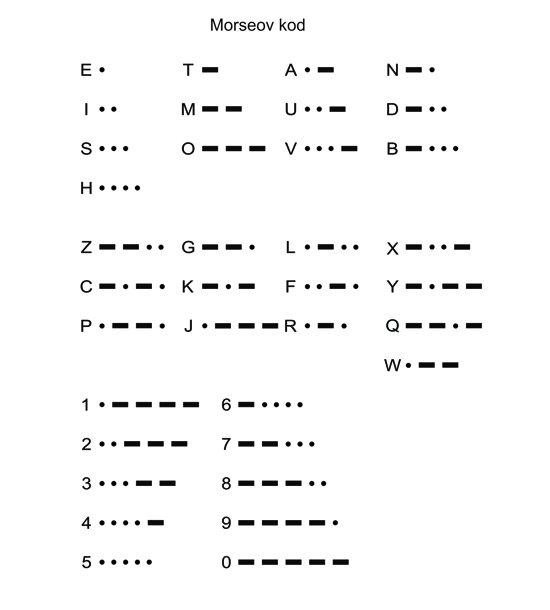 Morseov kod
E • T — A • — N — •
I • • M — — U • • — D — • •
S • • • O — — — V • • • — B — • • •
H • • • •
Z — — • • G — — • L • — • • X — • • —
C — • — • K — • — F • • — • Y — • — —
P • — — • J • — — — R • — • Q — — • —
W • — —
1 • — — — — 6 — • • • •
2 • • — — — 7 — — • • •
3 • • • — — 8 — — — • •
4 • • • • — 9 — — — — •
5 • • • • • 0 — — — — —